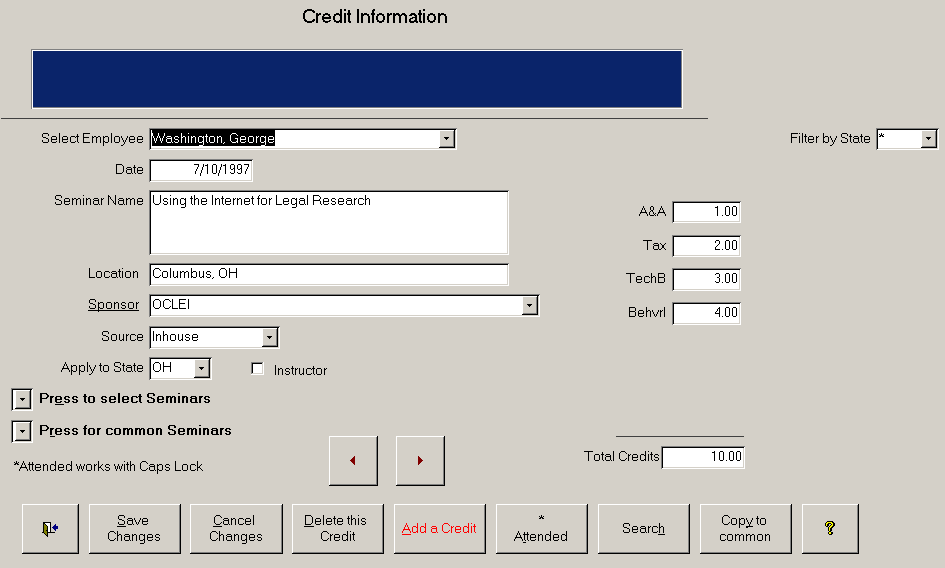 Credit Information
Select Employee Washington, George Filter by State *
Date 7/10/1997
Seminar Name Using the Internet for Legal Research
A&A 1.00
Tax 2.00
Location Columbus, OH
TechB 3.00
Sponsor OCLEI
Behvrl 4.00
Source Inhouse
Apply to State OH Instructor
Press to select Seminars
Press for common Seminars
Total Credits 10.00
*Attended works with Caps Lock
Save
Changes
Cancel
Changes
Delete this
Credit
Add a Credit
*
Attended
Search
Copy to
common
?